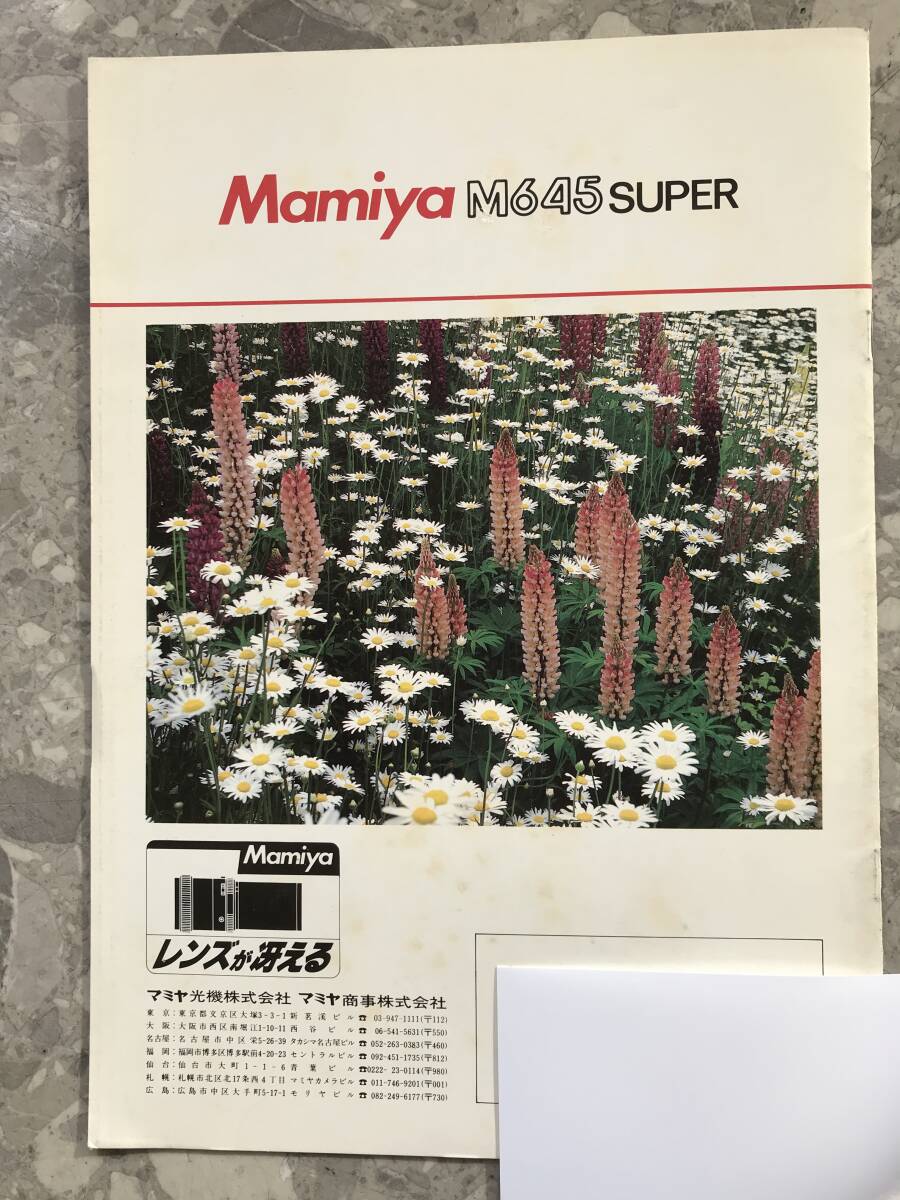 Mamiya M645 SUPER
Mamiya
レンズが冴える
マミヤ光機株式会社 マミヤ商事株式会社
東京：東京都文京区大塚3-3-1 新茗溪ビル☎ 03-947-1111(〒112)
大阪：大阪市西区南堀江1-10-11 西谷ビル☎ 06-541-5631(〒550)
名古屋：名古屋市中区栄5-26-39 タカシマ名古屋ビル☎ 052-263-0383(〒460)
福岡：福岡市博多区博多駅前4-20-23 セントラルビル☎ 092-451-1735(〒812)
仙台：仙台市大町1-1-6 青葉ビル☎0222-23-0114(〒980)
札幌：札幌市北区北17条西4丁目 マミヤカメラビル☎ 011-746-9201(〒001)
広島：広島市中区大手町5-17-1 モリヤビル☎ 082-249-6177(〒730)